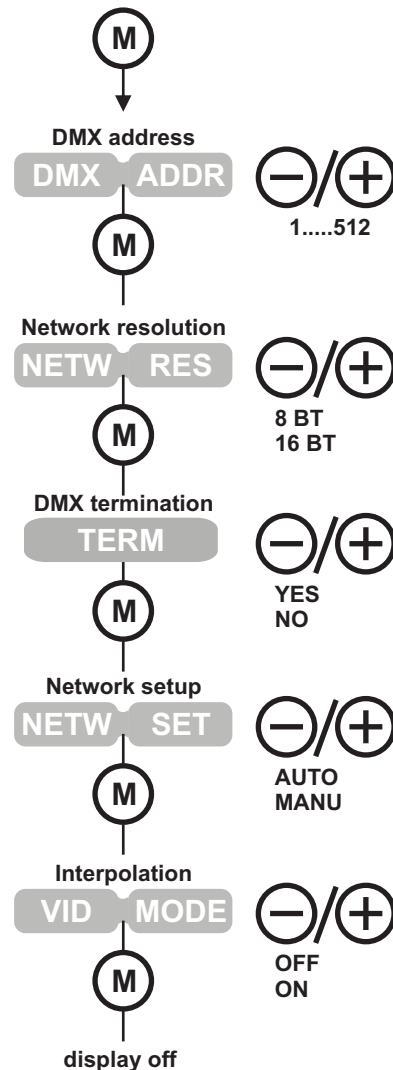 M
DMX address
DMX ADDR −/+
1.....512
M
Network resolution
NETW RES −/+
8 BT
16 BT
M
DMX termination
TERM −/+
YES
NO
M
Network setup
NETW SET −/+
AUTO
MANU
M
Interpolation
VID MODE −/+
OFF
ON
M
display off